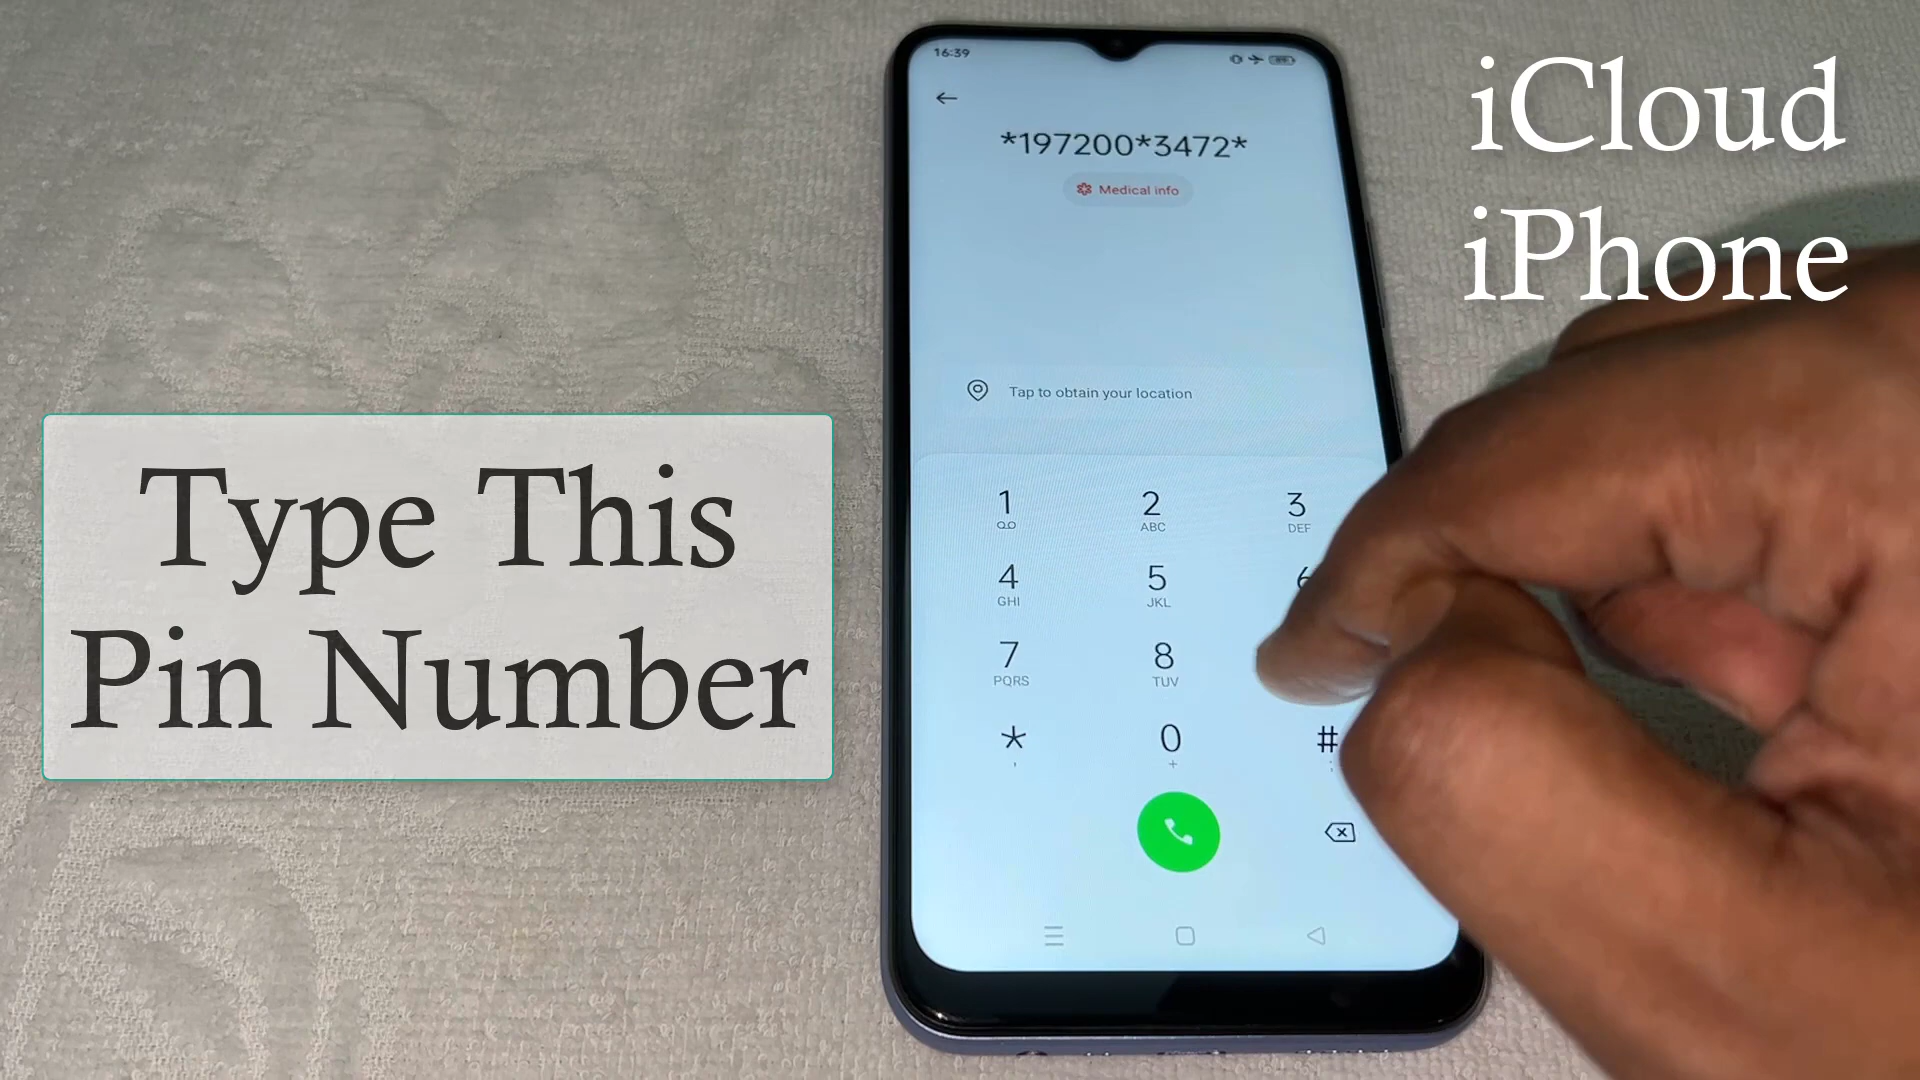 16:39
iCloud
iPhone
*197200*3472*
Medical info
Tap to obtain your location
Type This
Pin Number
1
2 ABC
3 DEF
4 GHI
5 JKL
7 PQRS
8 TUV
*
,
0 +
#
;